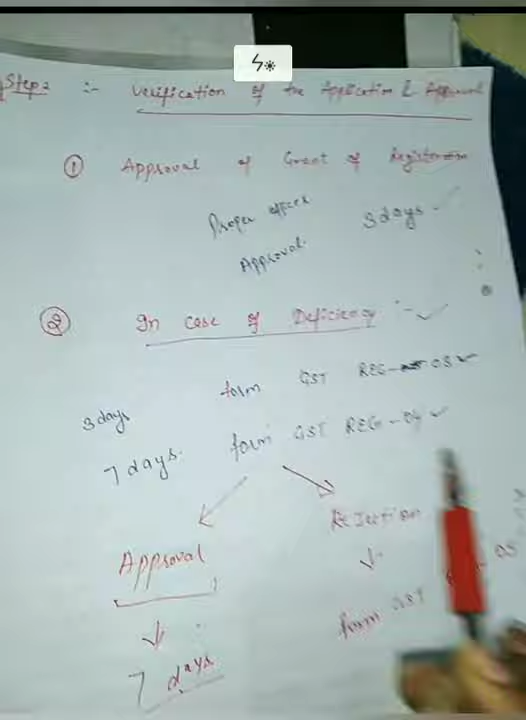 Step 2 :- Verification of the Application & Approval
① Approval of Grant of Registration
Proper officer 3 days
Approval.
② In Case of Deficiency :-
3 days form GST REG-03
7 days. form GST REG-04
Approval Rejection
7 days form GST - 05